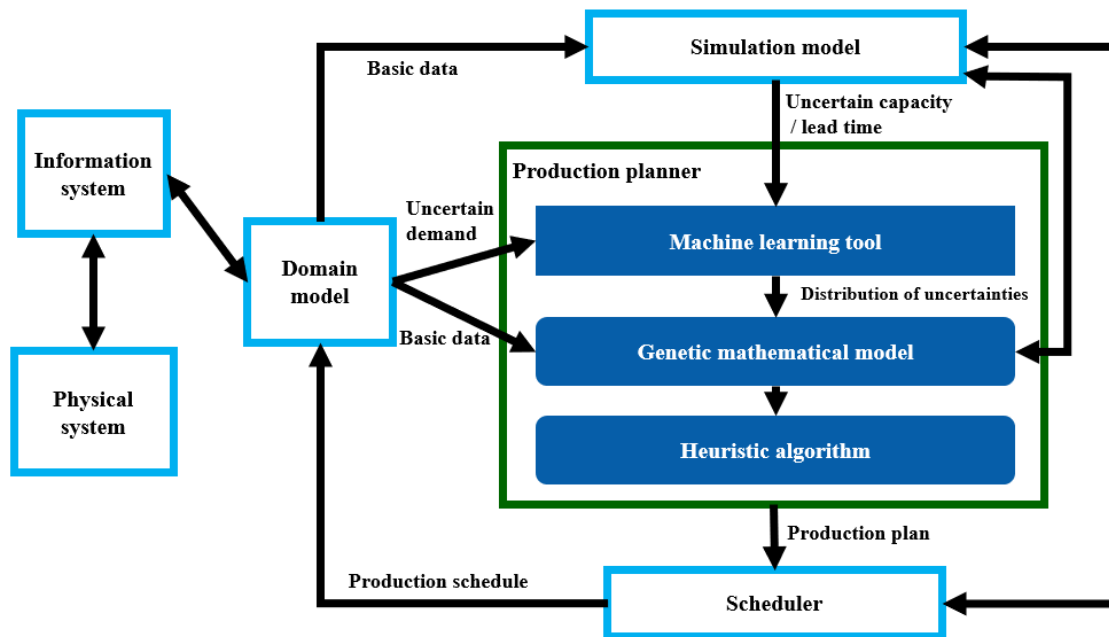 Simulation model
Basic data
Uncertain capacity
/ lead time
Information
system
Production planner
Uncertain
demand
Machine learning tool
Domain
model
Distribution of uncertainties
Basic data
Genetic mathematical model
Physical
system
Heuristic algorithm
Production plan
Production schedule
Scheduler